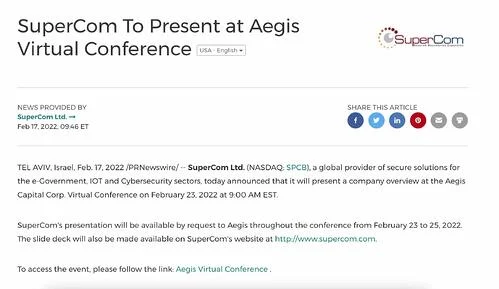 SuperCom To Present at Aegis
Virtual Conference
USA - English
SuperCom
NEWS PROVIDED BY
SuperCom Ltd. →
Feb 17, 2022, 09:46 ET
SHARE THIS ARTICLE
TEL AVIV, Israel, Feb. 17, 2022 /PRNewswire/ -- SuperCom Ltd. (NASDAQ: SPCB), a global provider of secure solutions for
the e-Government, IOT and Cybersecurity sectors, today announced that it will present a company overview at the Aegis
Capital Corp. Virtual Conference on February 23, 2022 at 9:00 AM EST.
SuperCom's presentation will be available by request to Aegis throughout the conference from February 23 to 25, 2022.
The slide deck will also be made available on SuperCom's website at http://www.supercom.com.
To access the event, please follow the link: Aegis Virtual Conference .